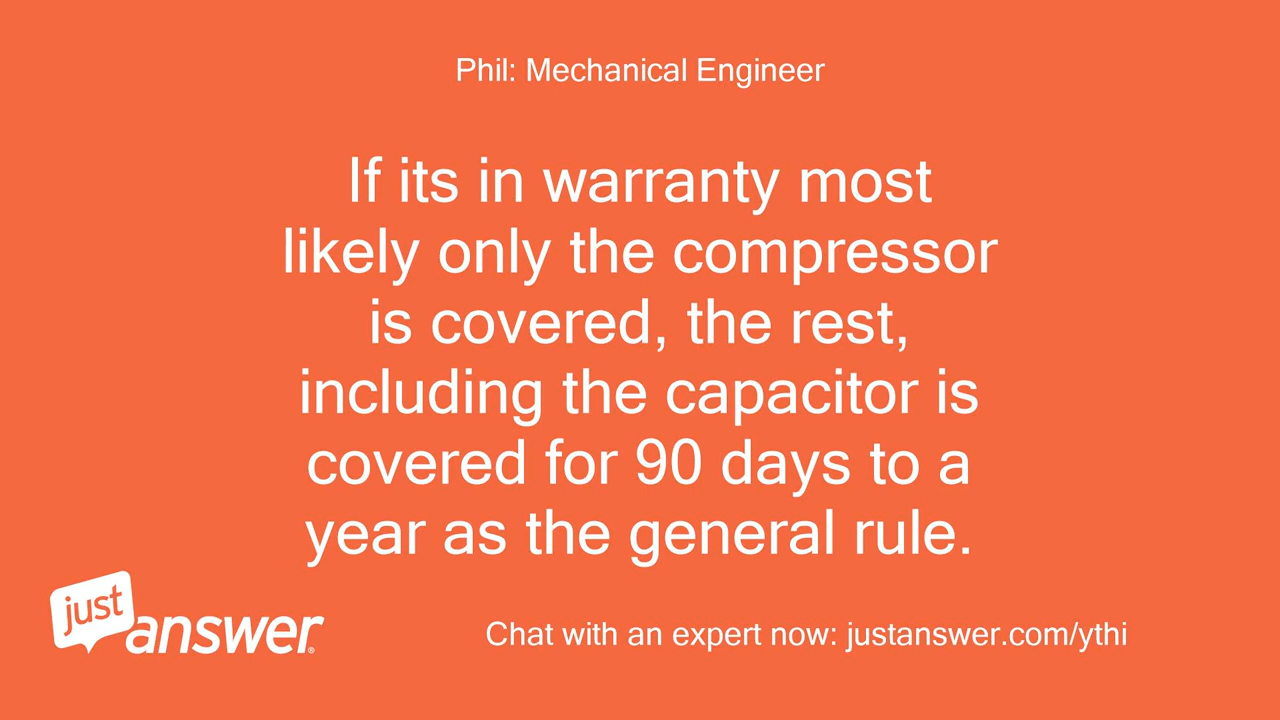 Phil: Mechanical Engineer
If its in warranty most
likely only the compressor
is covered, the rest,
including the capacitor is
covered for 90 days to a
year as the general rule.
just
answer®
Chat with an expert now: justanswer.com/ythi